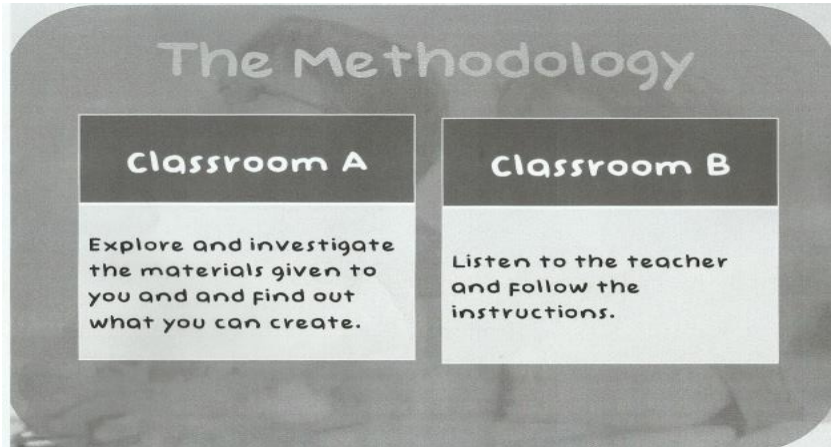 The Methodology
Classroom A
Explore and investigate
the materials given to
you and and find out
what you can create.
Classroom B
Listen to the teacher
and follow the
instructions.